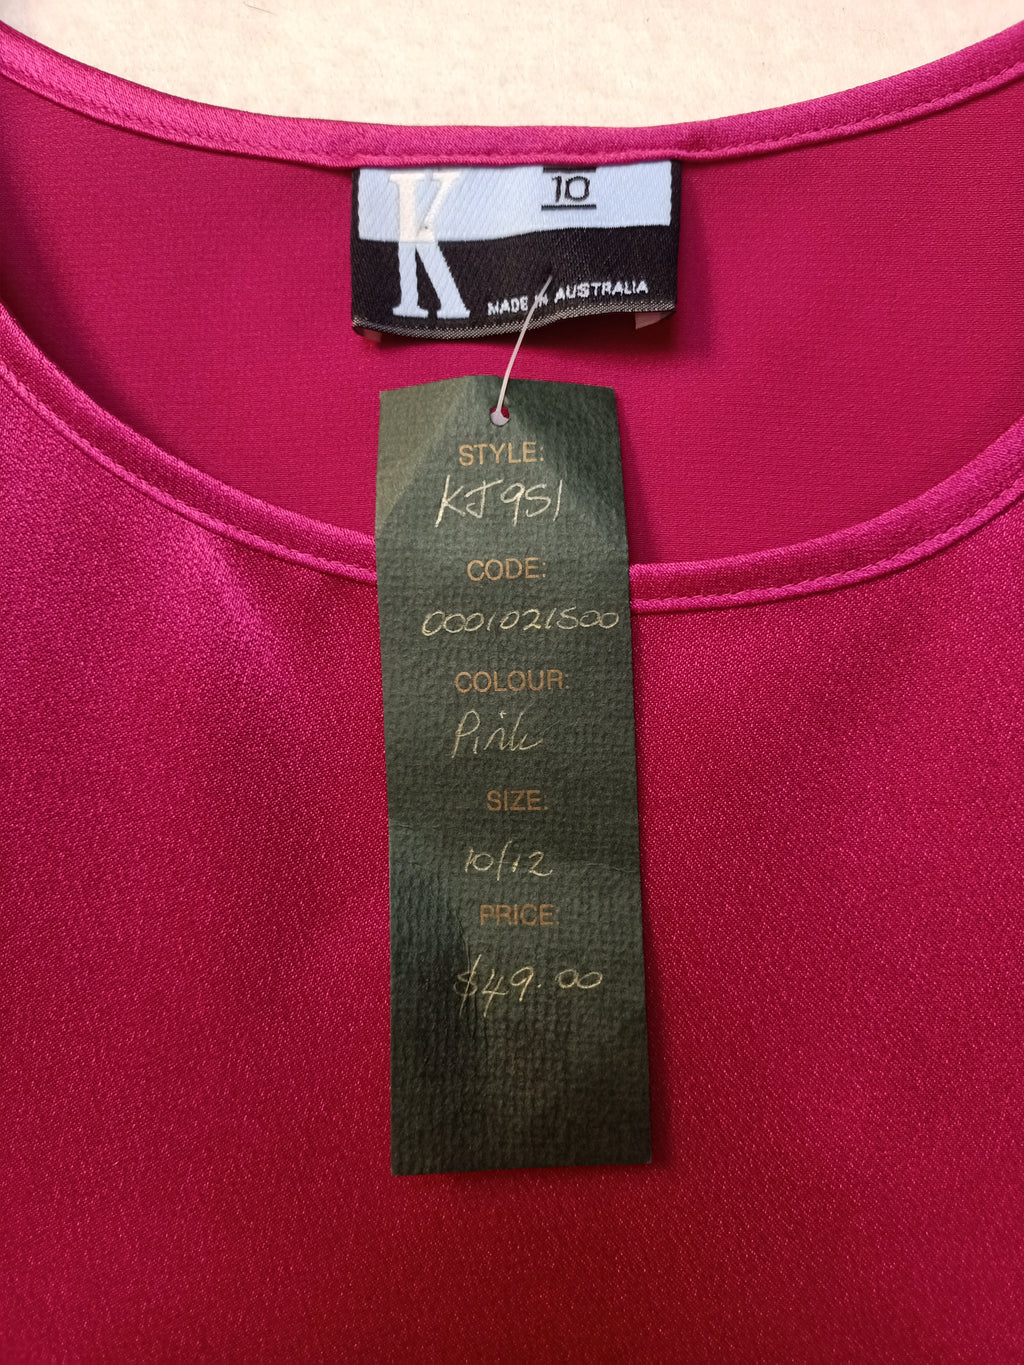 K
10
MADE IN AUSTRALIA
STYLE:
KJ951
CODE:
0001021500
COLOUR:
Pink
SIZE:
10/12
PRICE
$49.00